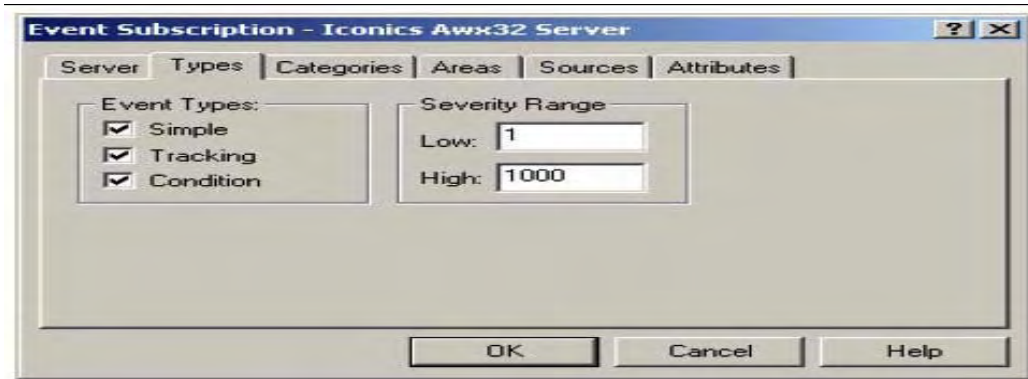 Event Subscription - Iconics Awx32 Server
Server Types Categories Areas Sources Attributes
Event Types: Severity Range
Simple Low: 1
Tracking
Condition High: 1000
OK Cancel Help